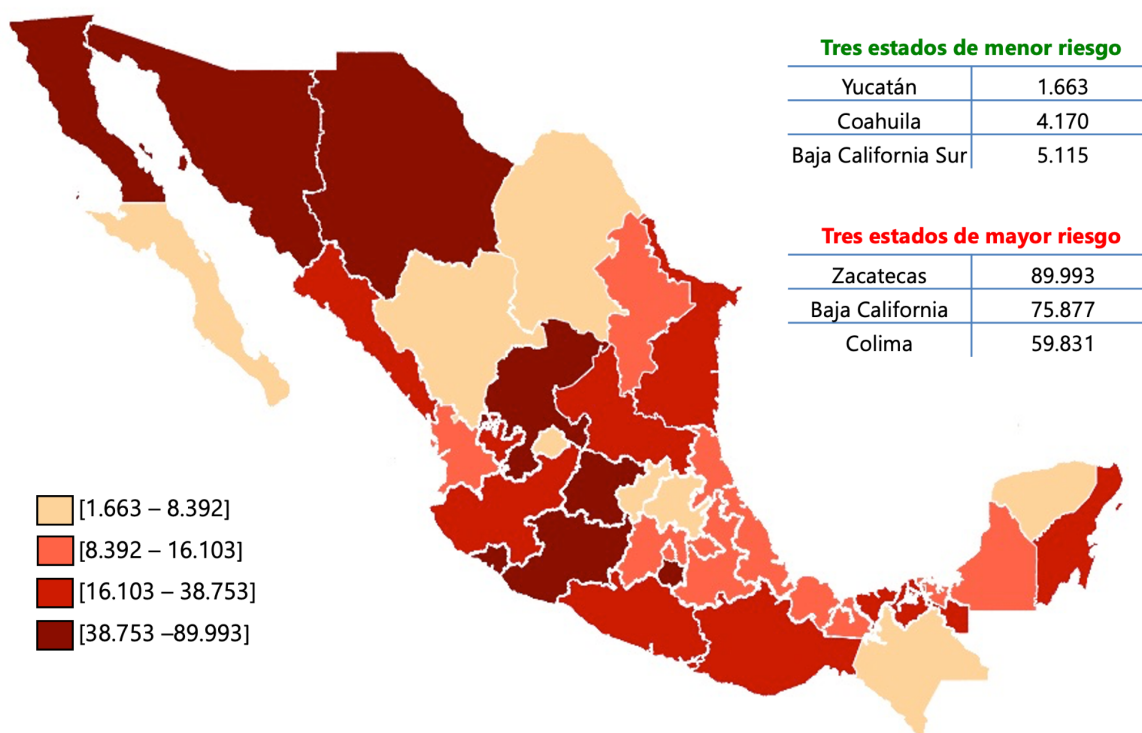 Tres estados de menor riesgo
Yucatán 1.663
Coahuila 4.170
Baja California Sur 5.115
Tres estados de mayor riesgo
Zacatecas 89.993
Baja California 75.877
Colima 59.831
[1.663 – 8.392]
[8.392 – 16.103]
[16.103 – 38.753]
[38.753 –89.993]